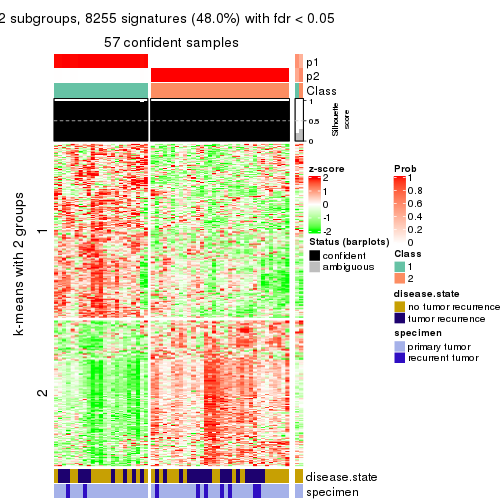 2 subgroups, 8255 signatures (48.0%) with fdr < 0.05
57 confident samples
p1
p2
Class
1
0.5
0
Silhouette
score
k-means with 2 groups
1
2
z-score
2
1
0
-1
-2
Status (barplots)
confident
ambiguous
Prob
1
0.8
0.6
0.4
0.2
0
Class
1
2
disease.state
no tumor recurrence
tumor recurrence
specimen
primary tumor
recurrent tumor
disease.state
specimen